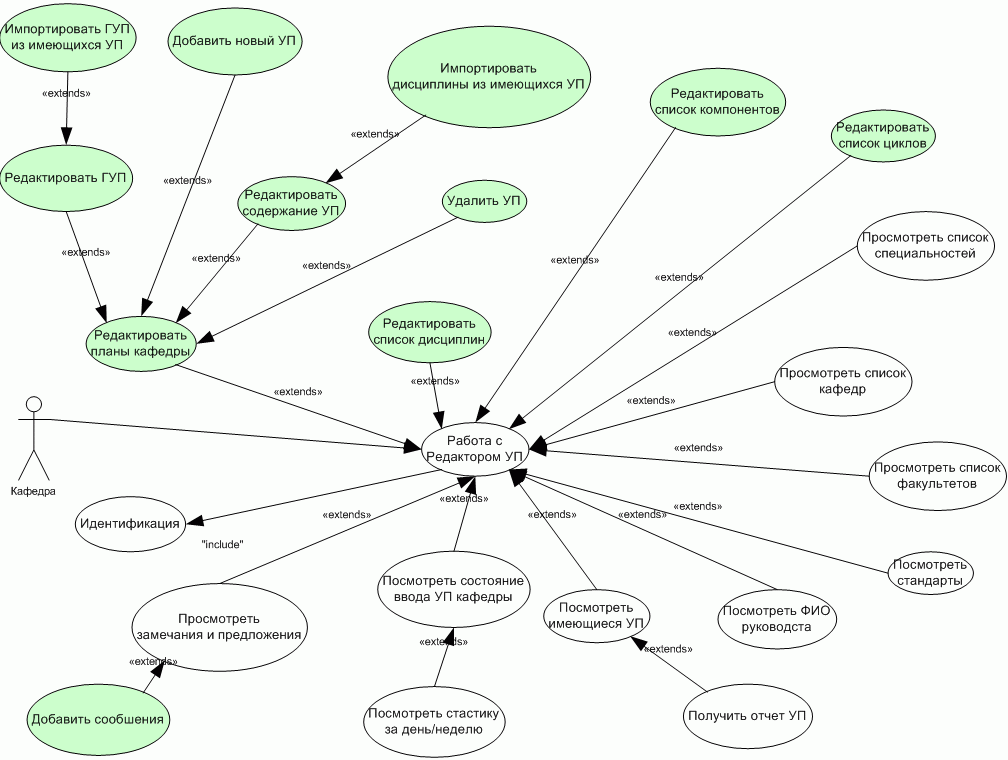 Импортировать ГУП
из имеющихся УП
Добавить новый УП
Импортировать
дисциплины из имеющихся УП
Редактировать
список компонентов
Редактировать
список циклов
«extends»
«extends»
Редактировать ГУП
«extends»
Редактировать
содержание УП
Удалить УП
Просмотреть список
специальностей
«extends»
«extends»
«extends»
«extends»
«extends»
Редактировать
планы кафедры
Редактировать
список дисциплин
«extends»
«extends»
Просмотреть список
кафедр
«extends»
«extends»
«extends»
Работа с
Редактором УП
«extends»
Просмотреть список
факультетов
Кафедра
Идентификация
"include"
«extends»
«extends»
«extends»
«extends»
«extends»
Посмотреть
стандарты
Просмотреть
замечания и предложения
Посмотреть состояние
ввода УП кафедры
Посмотреть
имеющиеся УП
Посмотреть ФИО
руководста
«extends»
«extends»
«extends»
Добавить сообшения
Посмотреть стастику
за день/неделю
Получить отчет УП